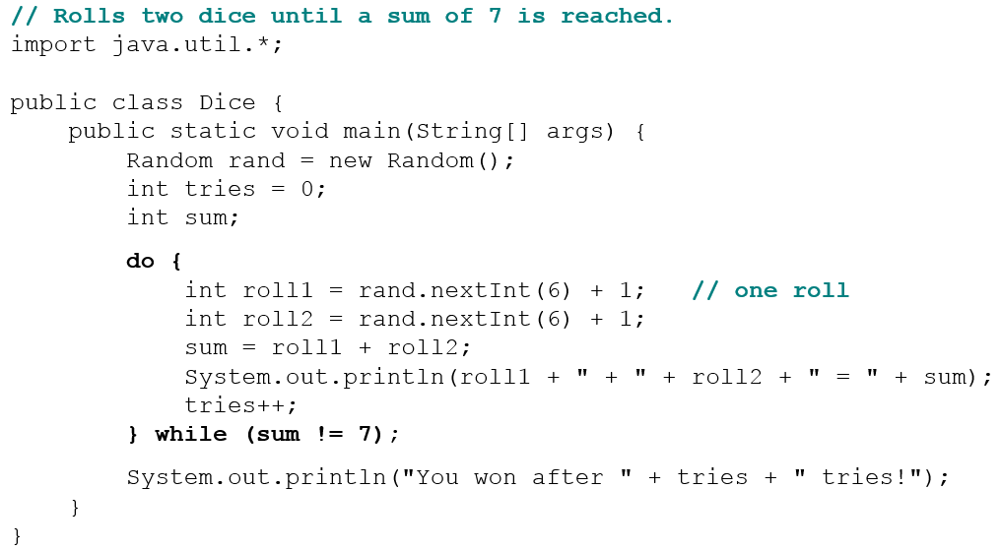 // Rolls two dice until a sum of 7 is reached.
import java.util.*;

public class Dice {
    public static void main(String[] args) {
        Random rand = new Random();
        int tries = 0;
        int sum;

        do {
            int roll1 = rand.nextInt(6) + 1;   // one roll
            int roll2 = rand.nextInt(6) + 1;
            sum = roll1 + roll2;
            System.out.println(roll1 + " + " + roll2 + " = " + sum);
            tries++;
        } while (sum != 7);

        System.out.println("You won after " + tries + " tries!");
    }
}